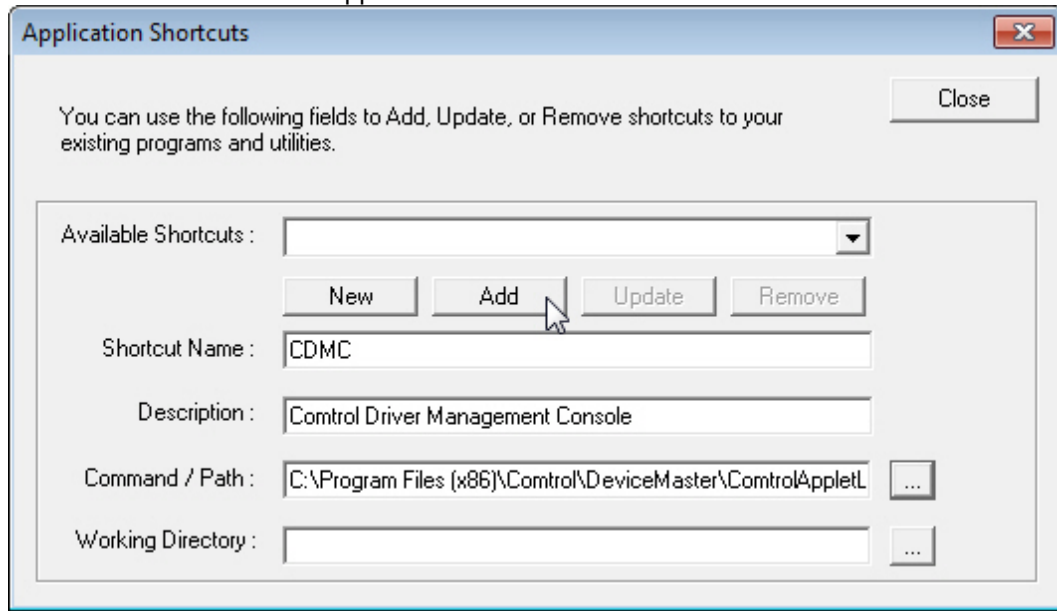 Application Shortcuts
Close
You can use the following fields to Add, Update, or Remove shortcuts to your
existing programs and utilities.
Available Shortcuts :
New Add Update Remove
Shortcut Name : CDMC
Description : Comtrol Driver Management Console
Command / Path : C:\Program Files (x86)\Comtrol\DeviceMaster\ComtrolAppletL ...
Working Directory : ...